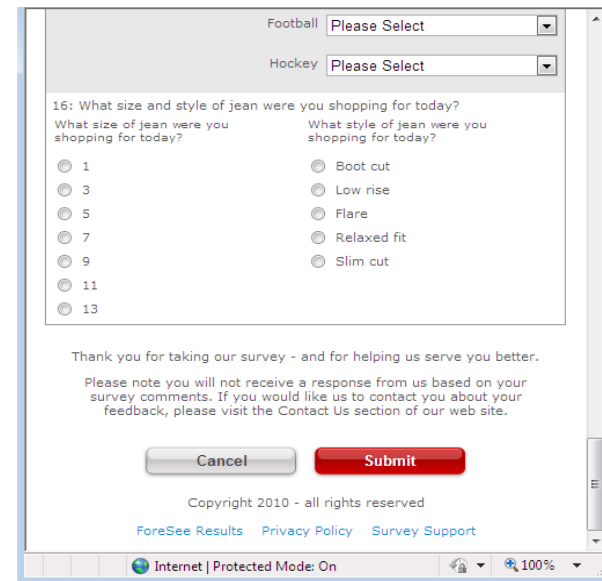 Football Please Select
Hockey Please Select
16: What size and style of jean were you shopping for today?
What size of jean were you
shopping for today?
1
3
5
7
9
11
13
What style of jean were you
shopping for today?
Boot cut
Low rise
Flare
Relaxed fit
Slim cut
Thank you for taking our survey - and for helping us serve you better.
Please note you will not receive a response from us based on your
survey comments. If you would like us to contact you about your
feedback, please visit the Contact Us section of our web site.
Cancel Submit
Copyright 2010 - all rights reserved
ForeSee Results Privacy Policy Survey Support
Internet | Protected Mode: On 100%